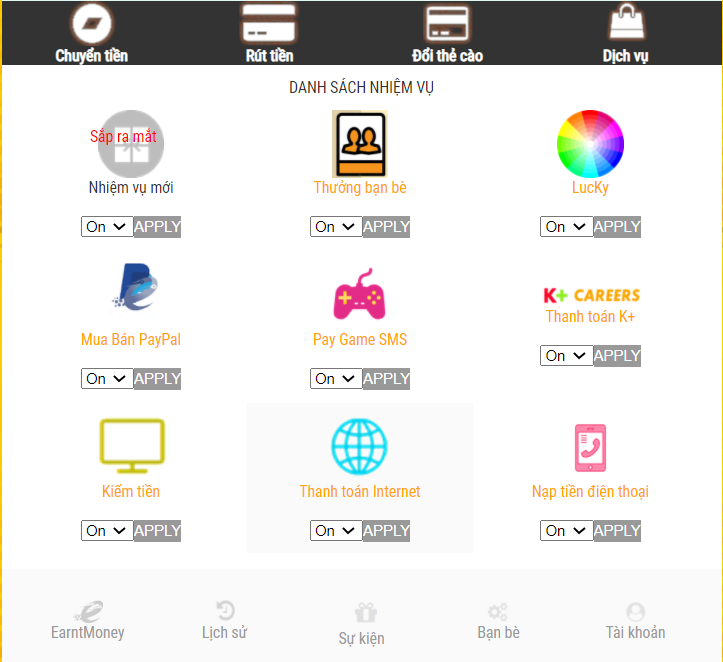 Chuyển tiền Rút tiền Đổi thẻ cào Dịch vụ
DANH SÁCH NHIỆM VỤ
Sắp ra mắt
Nhiệm vụ mới Thưởng bạn bè LucKy
On APPLY On APPLY On APPLY
K+ CAREERS
Thanh toán K+
Mua Bán PayPal Pay Game SMS
On APPLY
On APPLY On APPLY
Kiếm tiền Thanh toán Internet Nạp tiền điện thoại
On APPLY On APPLY On APPLY
EarntMoney Lịch sử Sự kiện Bạn bè Tài khoản